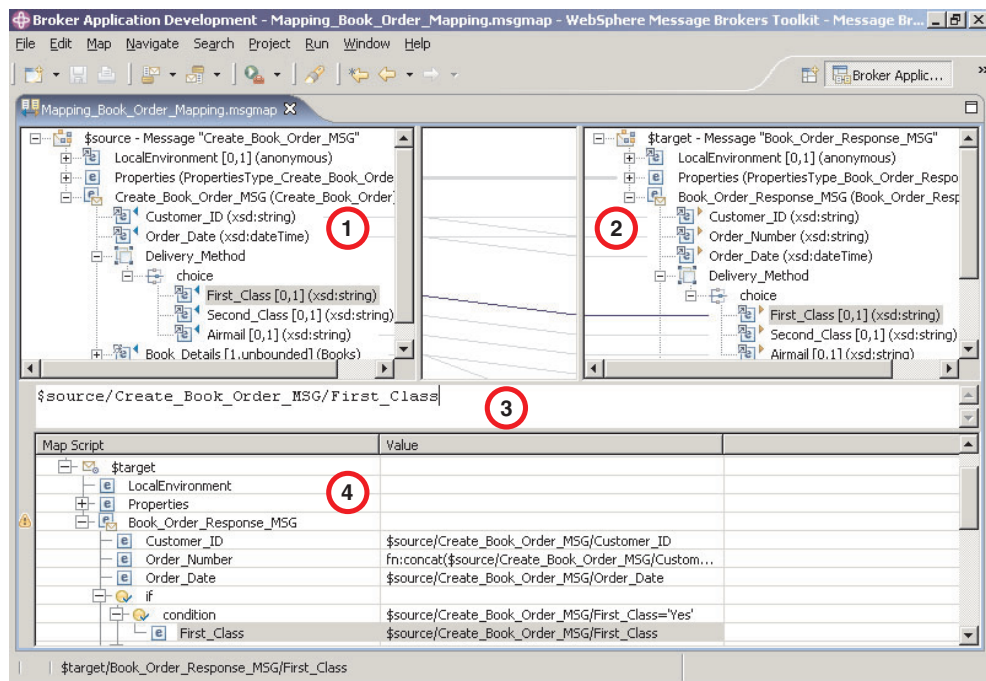 Broker Application Development - Mapping_Book_Order_Mapping.msgmap - WebSphere Message Brokers Toolkit - Message Br...
File Edit Map Navigate Search Project Run Window Help
Broker Applic...
Mapping_Book_Order_Mapping.msgmap
$source - Message "Create_Book_Order_MSG"
LocalEnvironment [0,1] (anonymous)
Properties (PropertiesType_Create_Book_Orde
Create_Book_Order_MSG (Create_Book_Order
Customer_ID (xsd:string)
Order_Date (xsd:dateTime)
Delivery_Method
choice
First_Class [0,1] (xsd:string)
Second_Class [0,1] (xsd:string)
Airmail [0,1] (xsd:string)
Book_Details [1,unbounded] (Books)
1
$target - Message "Book_Order_Response_MSG"
LocalEnvironment [0,1] (anonymous)
Properties (PropertiesType_Book_Order_Respo
Book_Order_Response_MSG (Book_Order_Resp
Customer_ID (xsd:string)
Order_Number (xsd:string)
Order_Date (xsd:dateTime)
Delivery_Method
choice
First_Class [0,1] (xsd:string)
Second_Class [0,1] (xsd:string)
Airmail [0,1] (xsd:string)
2
$source/Create_Book_Order_MSG/First_Class
3
Map Script Value
$target
LocalEnvironment
4
Properties
Book_Order_Response_MSG
Customer_ID $source/Create_Book_Order_MSG/Customer_ID
Order_Number fn:concat($source/Create_Book_Order_MSG/Custom...
Order_Date $source/Create_Book_Order_MSG/Order_Date
if
condition $source/Create_Book_Order_MSG/First_Class='Yes'
First_Class $source/Create_Book_Order_MSG/First_Class
$target/Book_Order_Response_MSG/First_Class